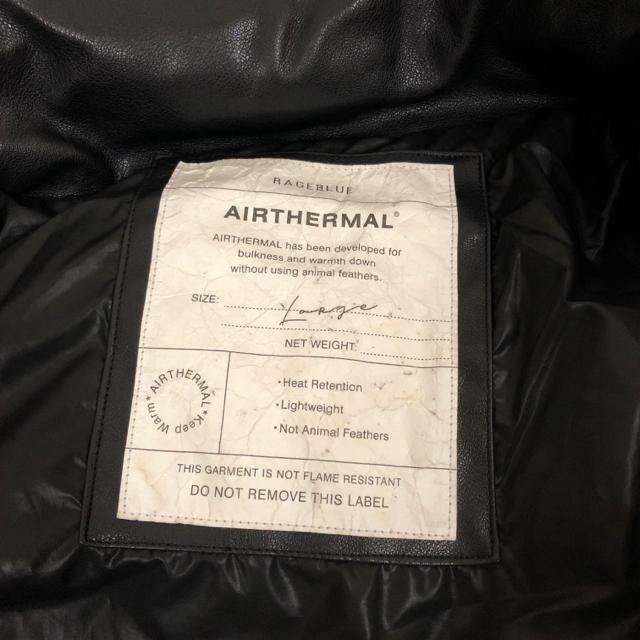 RAGEBLUE
AIRTHERMAL®
AIRTHERMAL has been developed for
bulkness and warmth down
without using animal feathers.
SIZE: Large
NET WEIGHT:
*AIRTHERMAL* Keep Warm
•Heat Retention
•Lightweight
•Not Animal Feathers
THIS GARMENT IS NOT FLAME RESISTANT
DO NOT REMOVE THIS LABEL